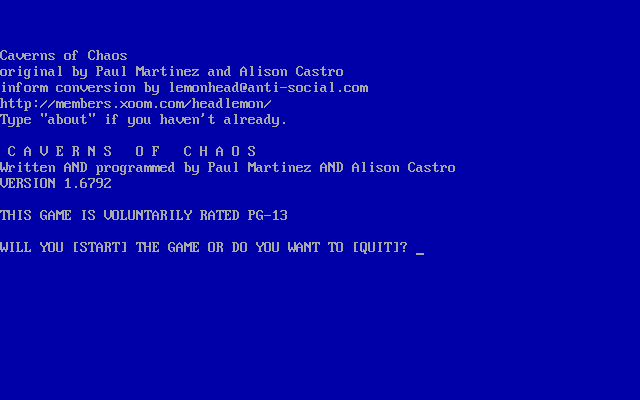 Caverns of Chaos
original by Paul Martinez and Alison Castro
inform conversion by lemonhead@anti-social.com
http://members.xoom.com/headlemon/
Type "about" if you haven't already.
C A V E R N S   O F   C H A O S
Written AND programmed by Paul Martinez AND Alison Castro
VERSION 1.6792
THIS GAME IS VOLUNTARILY RATED PG-13
WILL YOU [START] THE GAME OR DO YOU WANT TO [QUIT]? _